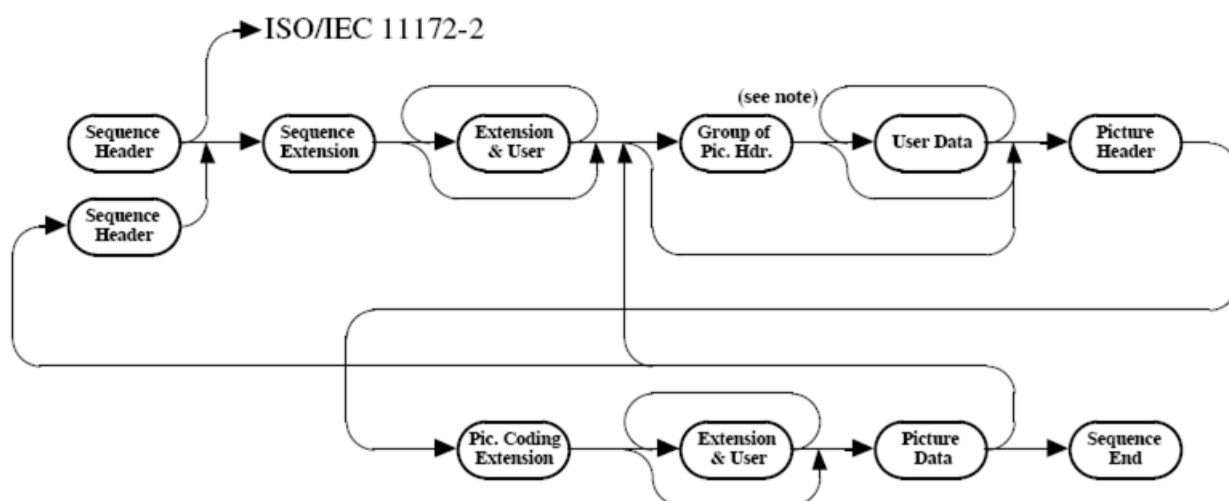 ISO/IEC 11172-2
(see note)
Sequence
Header
Sequence
Extension
Extension
& User
Group of
Pic. Hdr.
User Data
Picture
Header
Sequence
Header
Pic. Coding
Extension
Extension
& User
Picture
Data
Sequence
End